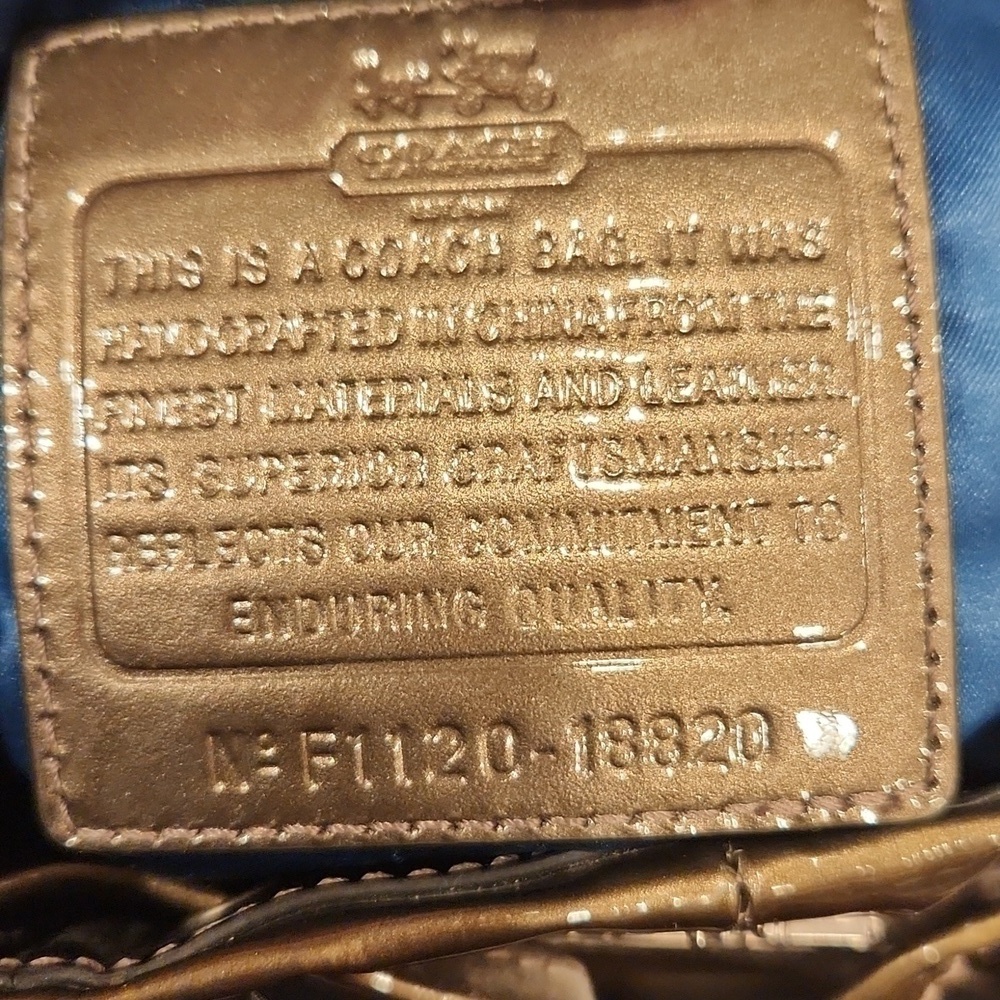 COACH
THIS IS A COACH BAG. IT WAS
HANDCRAFTED IN CHINA FROM THE
FINEST MATERIALS AND LEATHER.
ITS SUPERIOR CRAFTSMANSHIP
REFLECTS OUR COMMITMENT TO
ENDURING QUALITY.
Nº F1120-18820